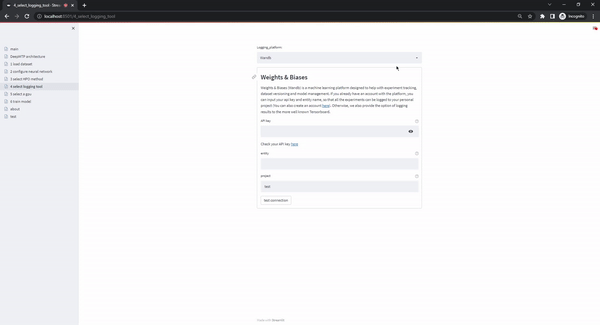 4_select_logging_tool · Strea
localhost:8501/4_select_logging_tool
Incognito
main
DeepMTP architecture
1 load dataset
2 configure neural network
3 select HPO method
4 select logging tool
5 select e-gpu
6 train model
about
test
Logging_platform
Wandb
Weights & Biases
Weights & Biases (Wandb) is a machine learning platform designed to help with experiment tracking,
dataset versioning and model management. If you already have an account with the platform, you
can input your api key and entity name, so that all the experiments can be logged to your personal
project (You can also create an account here). Otherwise, we also provide the option of logging
results to the more well known Tensorboard.
API key
Check your API key here
entity
project
test
test connection
Made with Streamlit